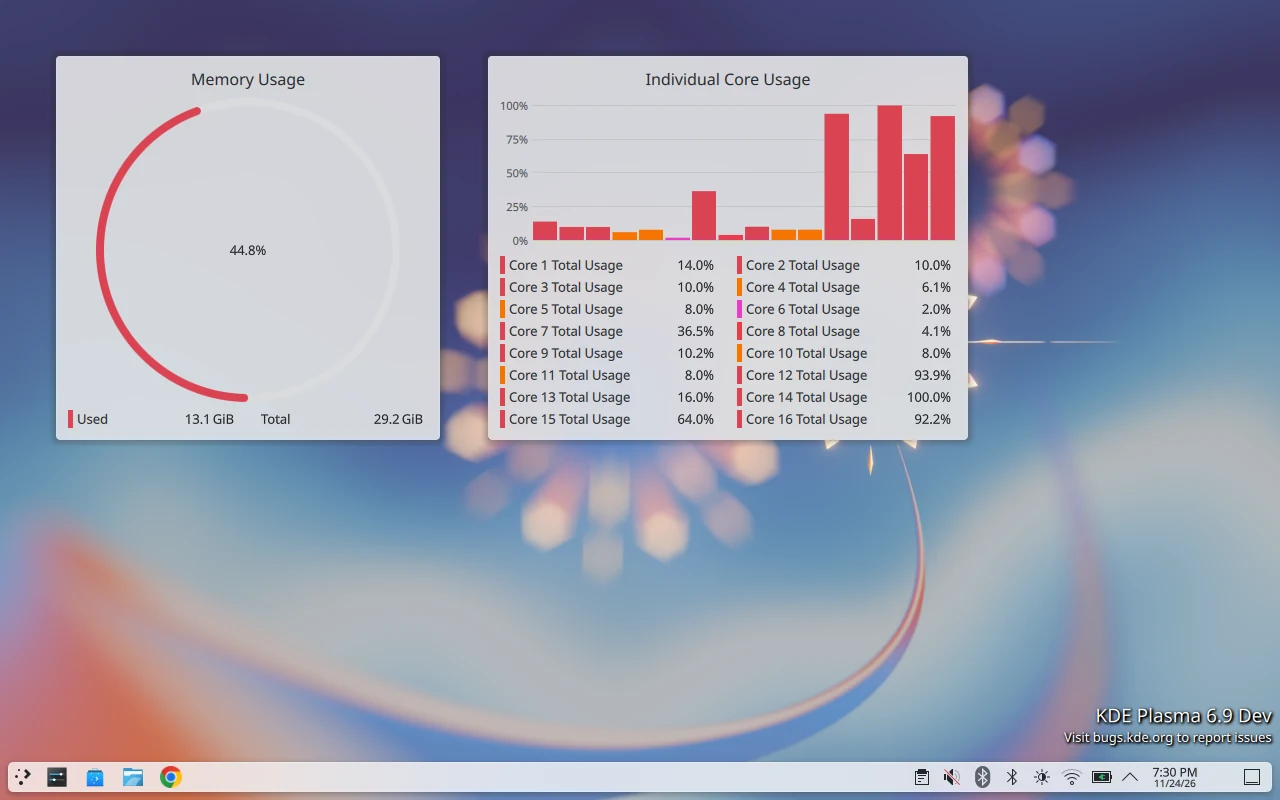 Memory Usage
44.8%
Used 13.1 GiB Total 29.2 GiB
Individual Core Usage
100%
75%
50%
25%
0%
Core 1 Total Usage 14.0% Core 2 Total Usage 10.0%
Core 3 Total Usage 10.0% Core 4 Total Usage 6.1%
Core 5 Total Usage 8.0% Core 6 Total Usage 2.0%
Core 7 Total Usage 36.5% Core 8 Total Usage 4.1%
Core 9 Total Usage 10.2% Core 10 Total Usage 8.0%
Core 11 Total Usage 8.0% Core 12 Total Usage 93.9%
Core 13 Total Usage 16.0% Core 14 Total Usage 100.0%
Core 15 Total Usage 64.0% Core 16 Total Usage 92.2%
KDE Plasma 6.9 Dev
Visit bugs.kde.org to report issues
7:30 PM
11/24/26